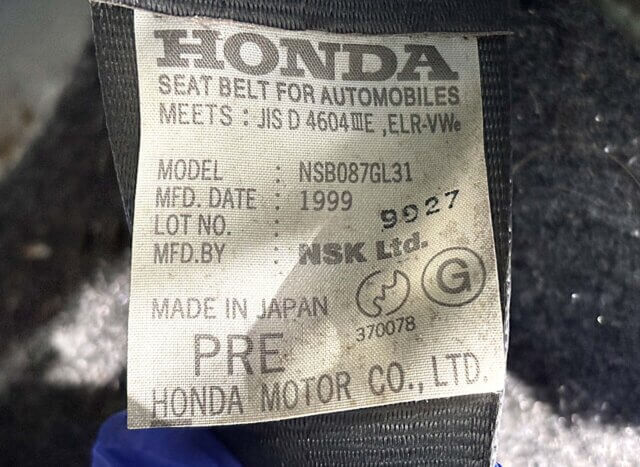 HONDA
SEAT BELT FOR AUTOMOBILES
MEETS : JIS D 4604ⅢE ,ELR-VWe
MODEL : NSB087GL31
MFD. DATE : 1999
LOT NO. : 9927
MFD.BY : NSK Ltd.
G
MADE IN JAPAN
370078
PRE
HONDA MOTOR CO., LTD.